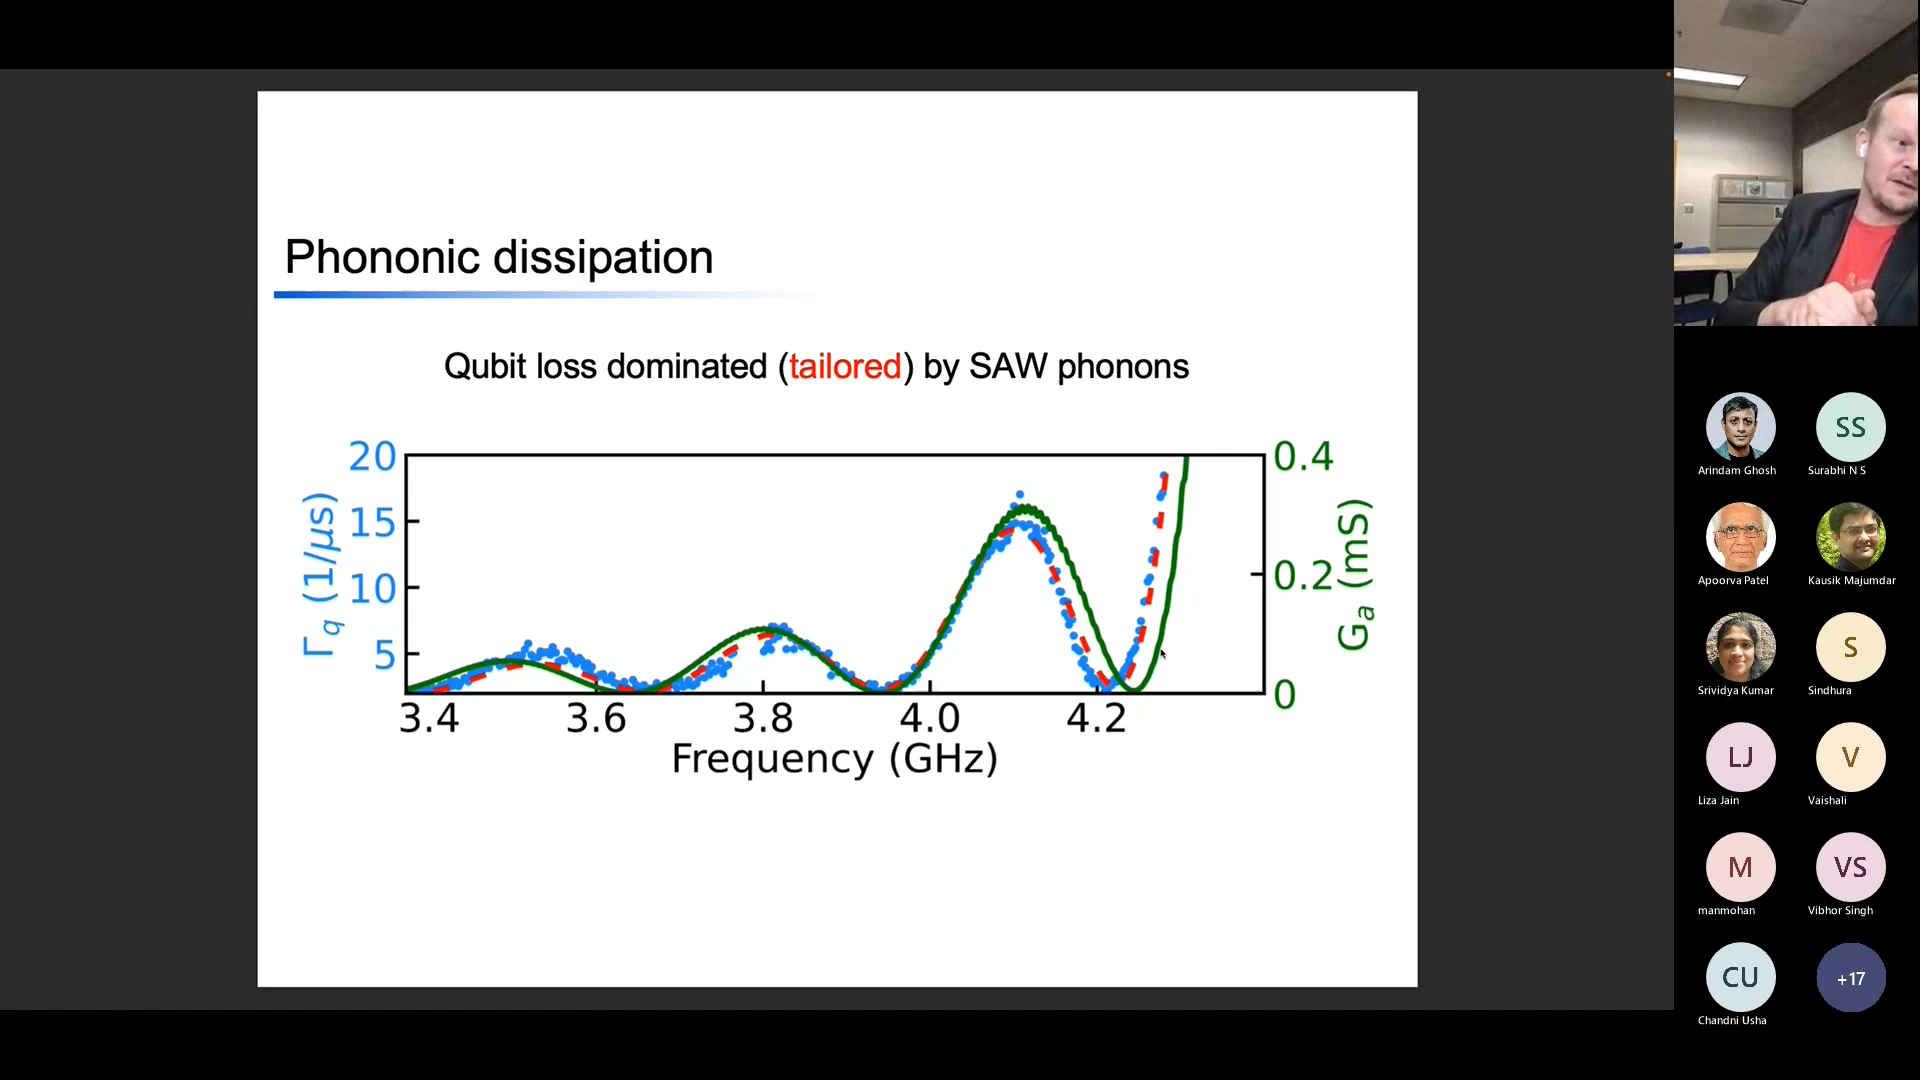 Phononic dissipation
Qubit loss dominated (tailored) by SAW phonons
20
15
10
5
Γq (1/μs)
0.4
0.2
0
Ga (mS)
3.4 3.6 3.8 4.0 4.2
Frequency (GHz)
SS
Arindam Ghosh Surabhi N S
Apoorva Patel Kausik Majumdar
S
Srividya Kumar Sindhura
LJ V
Liza Jain Vaishali
M VS
manmohan Vibhor Singh
CU +17
Chandni Usha